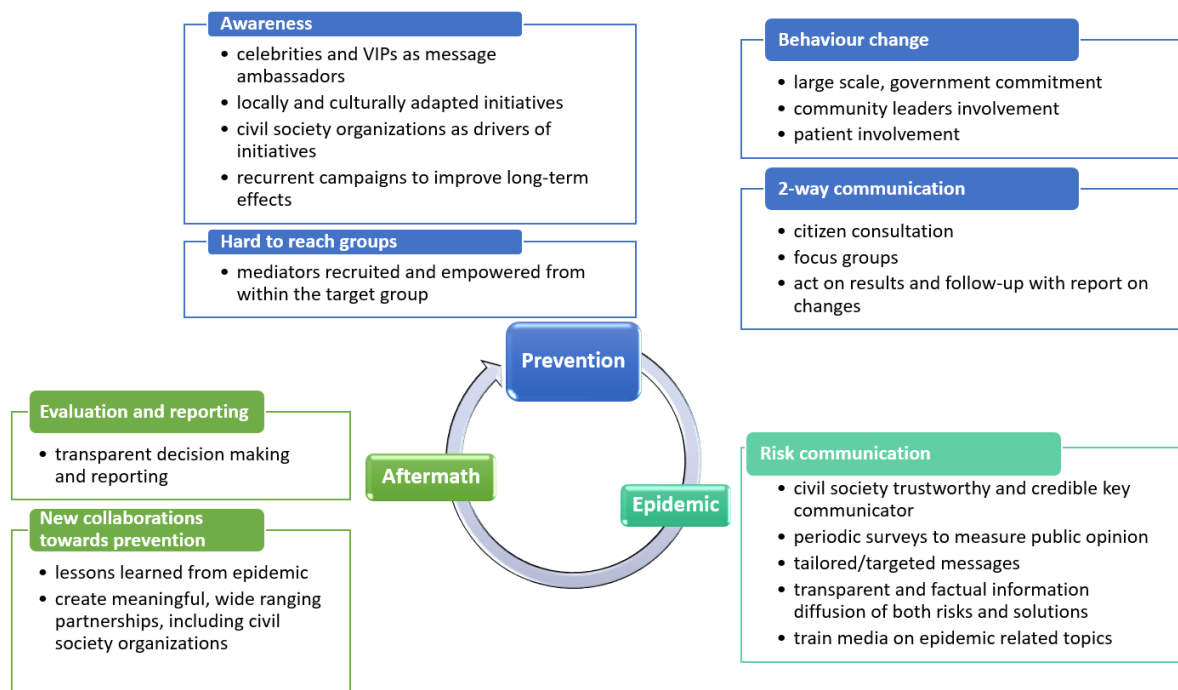 Awareness
• celebrities and VIPs as message
ambassadors
• locally and culturally adapted initiatives
• civil society organizations as drivers of
initiatives
• recurrent campaigns to improve long-term
effects
Hard to reach groups
• mediators recruited and empowered from
within the target group
Behaviour change
• large scale, government commitment
• community leaders involvement
• patient involvement
2-way communication
• citizen consultation
• focus groups
• act on results and follow-up with report on
changes
Prevention
Epidemic
Aftermath
Risk communication
• civil society trustworthy and credible key
communicator
• periodic surveys to measure public opinion
• tailored/targeted messages
• transparent and factual information
diffusion of both risks and solutions
• train media on epidemic related topics
Evaluation and reporting
• transparent decision making
and reporting
New collaborations
towards prevention
• lessons learned from epidemic
• create meaningful, wide ranging
partnerships, including civil
society organizations